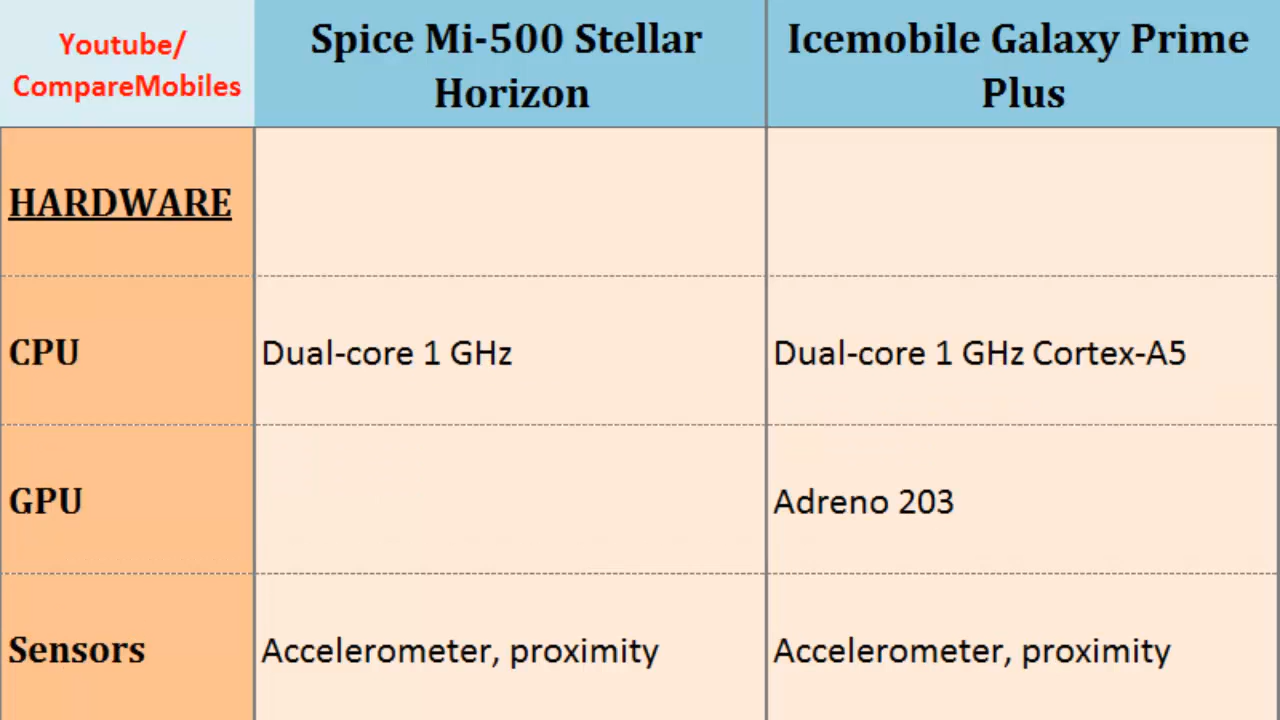 Youtube/
CompareMobiles
Spice Mi-500 Stellar
Horizon
Icemobile Galaxy Prime
Plus
HARDWARE
CPU
Dual-core 1 GHz
Dual-core 1 GHz Cortex-A5
GPU
Adreno 203
Sensors
Accelerometer, proximity
Accelerometer, proximity